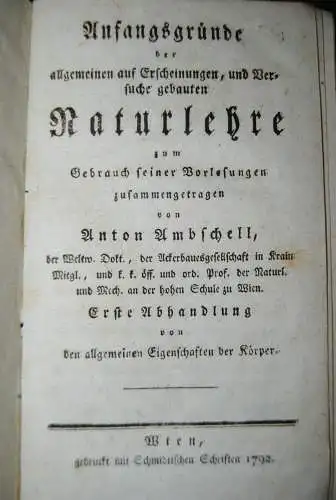 Anfangsgründe
der
allgemeinen auf Erscheinungen, und Ver-
suche gebauten
Naturlehre
zum
Gebrauch seiner Vorlesungen
zusammengetragen
von
Anton Ambschell,
der Weltw. Dokt., der Ackerbauesgesellschaft in Krain
Mitgl., und k. k. öff. und ord. Prof. der Naturl.
und Mech. an der hohen Schule zu Wien.
Erste Abhandlung
von
den allgemeinen Eigenschaften der Körper.
Wien,
gedruckt mit Schmidtischen Schriften 1792.